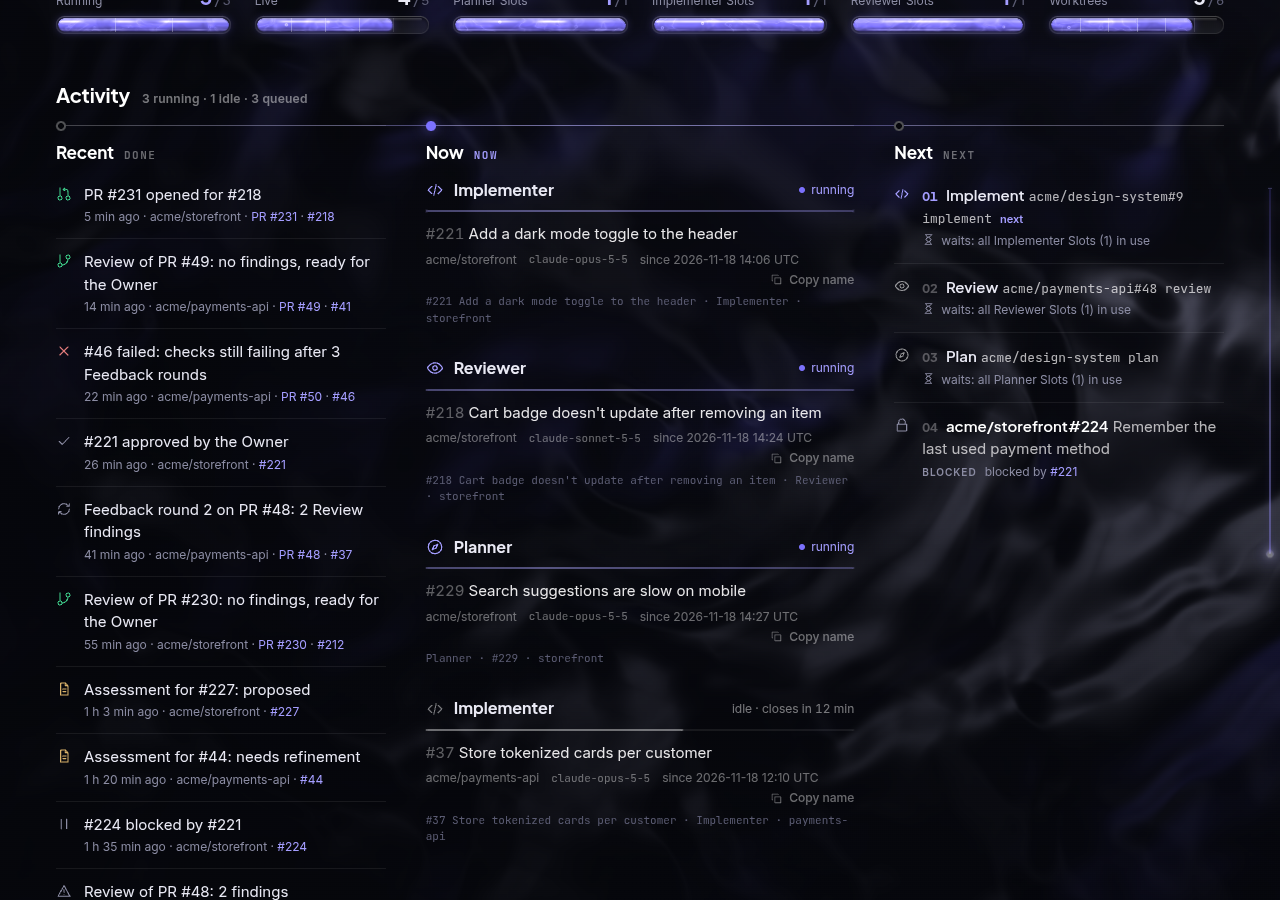 Running
/3
Live
/5
Planner Slots
/1
Implementer Slots
/1
Reviewer Slots
/1
Worktrees
/6
Activity 3 running · 1 idle · 3 queued
Recent DONE
PR #231 opened for #218
5 min ago · acme/storefront · PR #231 · #218
Review of PR #49: no findings, ready for
the Owner
14 min ago · acme/payments-api · PR #49 · #41
#46 failed: checks still failing after 3
Feedback rounds
22 min ago · acme/payments-api · PR #50 · #46
#221 approved by the Owner
26 min ago · acme/storefront · #221
Feedback round 2 on PR #48: 2 Review
findings
41 min ago · acme/payments-api · PR #48 · #37
Review of PR #230: no findings, ready for
the Owner
55 min ago · acme/storefront · PR #230 · #212
Assessment for #227: proposed
1 h 3 min ago · acme/storefront · #227
Assessment for #44: needs refinement
1 h 20 min ago · acme/payments-api · #44
#224 blocked by #221
1 h 35 min ago · acme/storefront · #224
Review of PR #48: 2 findings
Now NOW
Implementer running
#221 Add a dark mode toggle to the header
acme/storefront claude-opus-5-5 since 2026-11-18 14:06 UTC
Copy name
#221 Add a dark mode toggle to the header · Implementer ·
storefront
Reviewer running
#218 Cart badge doesn't update after removing an item
acme/storefront claude-sonnet-5-5 since 2026-11-18 14:24 UTC
Copy name
#218 Cart badge doesn't update after removing an item · Reviewer
· storefront
Planner running
#229 Search suggestions are slow on mobile
acme/storefront claude-opus-5-5 since 2026-11-18 14:27 UTC
Copy name
Planner · #229 · storefront
Implementer idle · closes in 12 min
#37 Store tokenized cards per customer
acme/payments-api claude-opus-5-5 since 2026-11-18 12:10 UTC
Copy name
#37 Store tokenized cards per customer · Implementer · payments-
api
Next NEXT
01 Implement acme/design-system#9
implement next
waits: all Implementer Slots (1) in use
02 Review acme/payments-api#48 review
waits: all Reviewer Slots (1) in use
03 Plan acme/design-system plan
waits: all Planner Slots (1) in use
04 acme/storefront#224 Remember the
last used payment method
BLOCKED blocked by #221